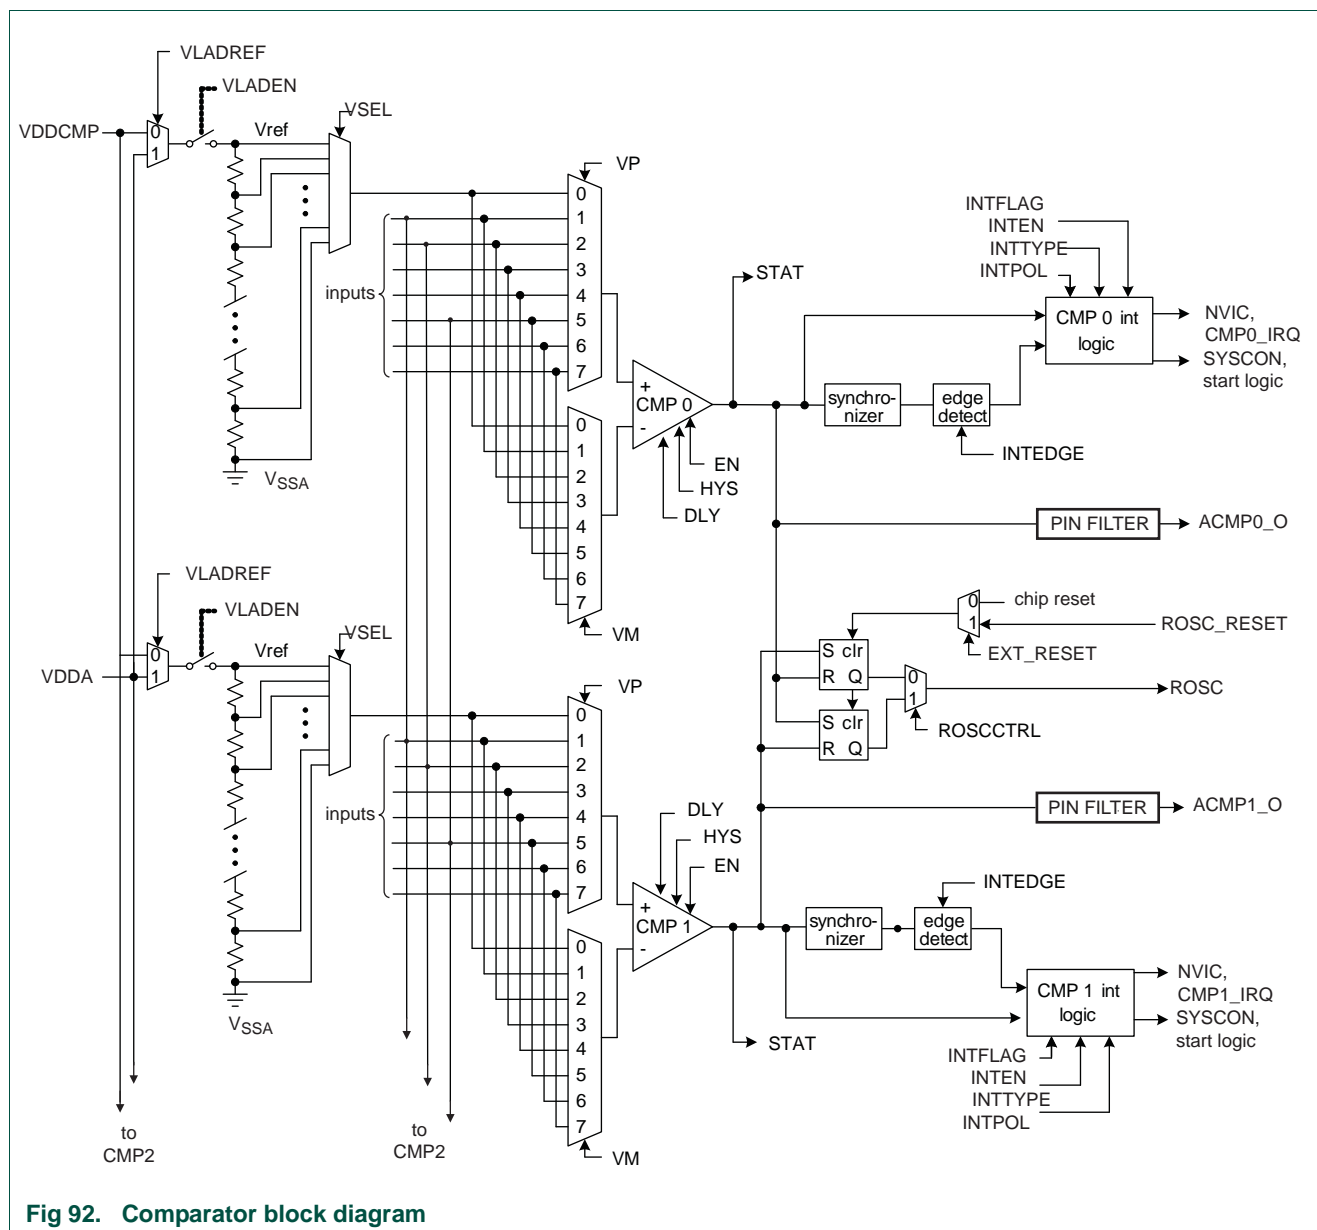 VLADREF
VLADEN
VSEL
VDDCMP
0
1
Vref
VP
0
1
2
3
4
5
6
7
inputs
+
CMP 0
-
STAT
INTFLAG
INTEN
INTTYPE
INTPOL
CMP 0 int
logic
NVIC,
CMP0_IRQ
SYSCON,
start logic
synchro-
nizer
edge
detect
INTEDGE
EN
HYS
DLY
0
1
2
3
4
5
6
7
VM
VSSA
PIN FILTER
ACMP0_O
0
1
chip reset
ROSC_RESET
EXT_RESET
S clr
R Q
0
1
ROSC
S clr
R Q
ROSCCTRL
VLADREF
VLADEN
VSEL
VDDA
0
1
Vref
VP
0
1
2
3
4
5
6
7
inputs
PIN FILTER
ACMP1_O
DLY
HYS
EN
+
CMP 1
-
INTEDGE
synchro-
nizer
edge
detect
0
1
2
3
4
5
6
7
VM
VSSA
STAT
CMP 1 int
logic
NVIC,
CMP1_IRQ
SYSCON,
start logic
INTFLAG
INTEN
INTTYPE
INTPOL
to
CMP2
to
CMP2
Fig 92. Comparator block diagram